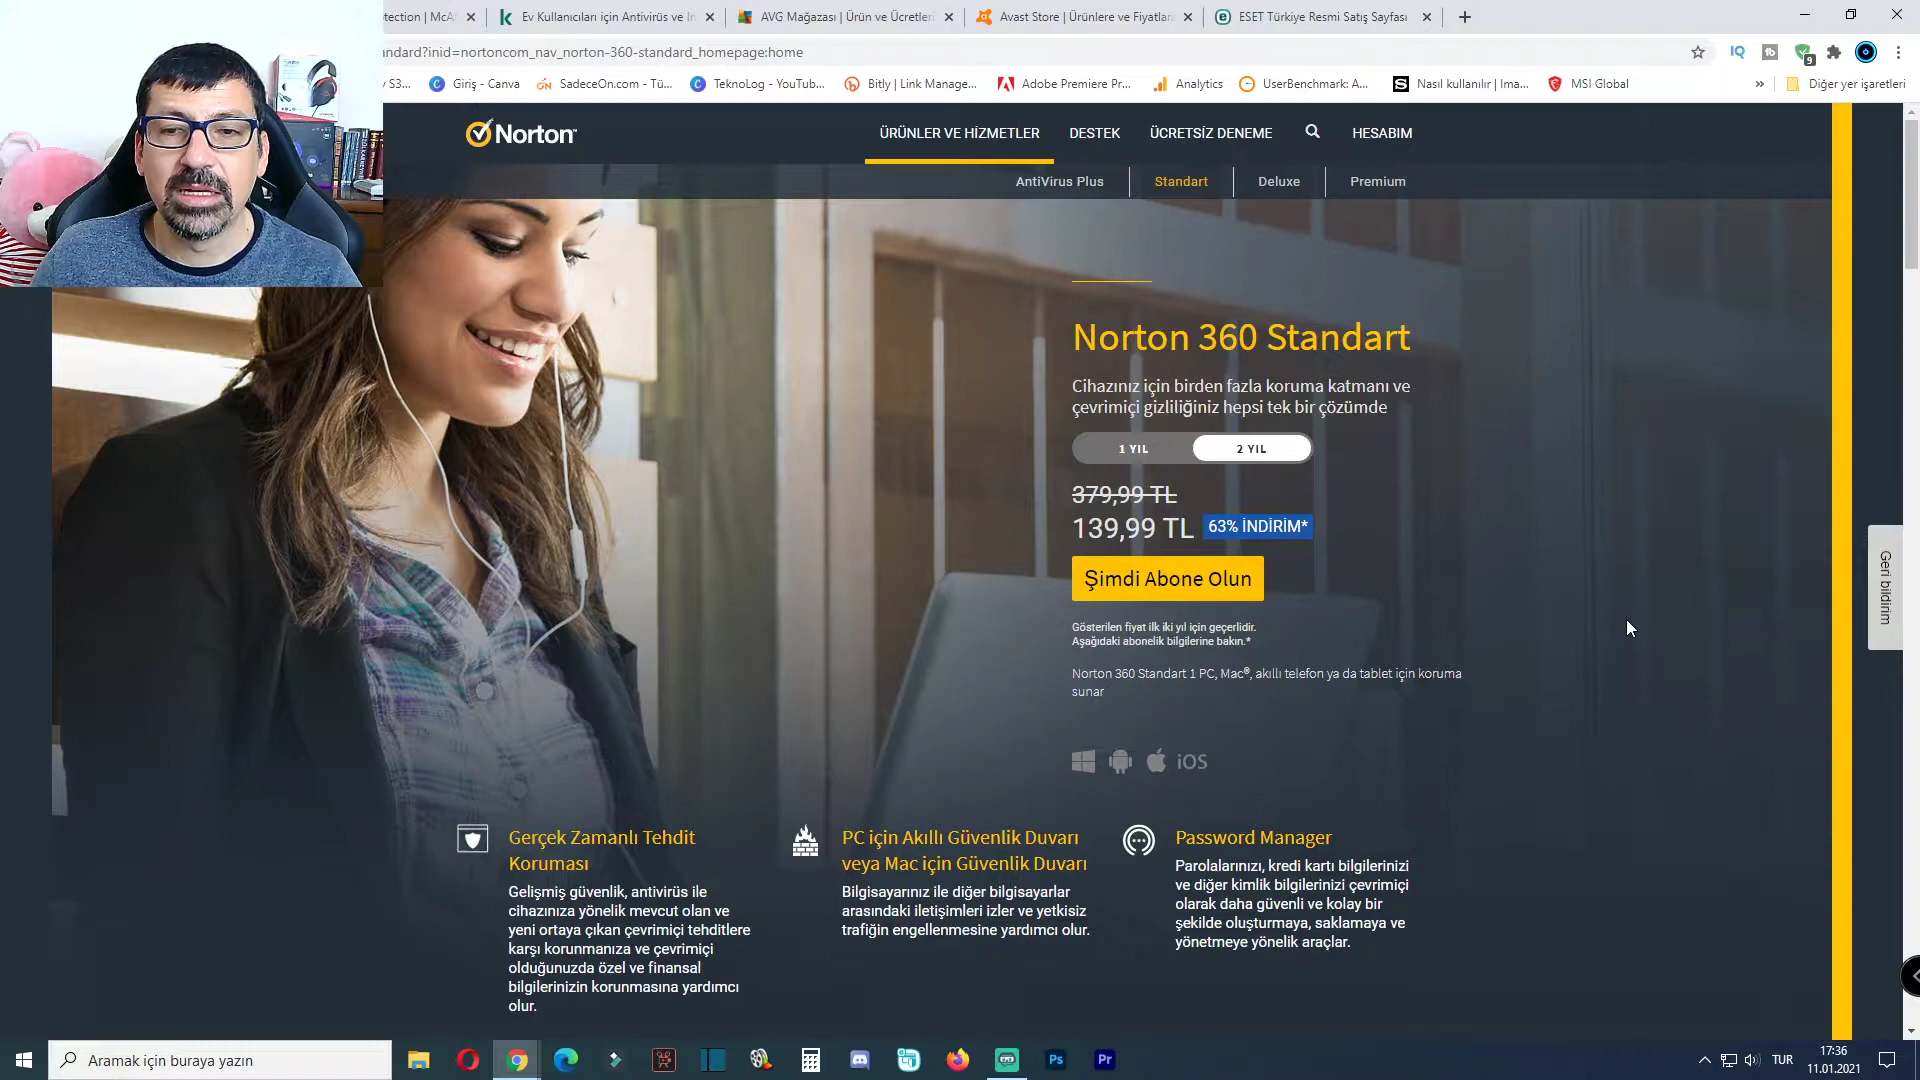 tection | McAf
Ev Kullanıcıları için Antivirüs ve İn
AVG Mağazası | Ürün ve Ücretleri
Avast Store | Ürünlere ve Fiyatlan
ESET Türkiye Resmi Satış Sayfası
andard?inid=nortoncom_nav_norton-360-standard_homepage:home
9
S3...
Giriş - Canva
SadeceOn.com - Tü...
TeknoLog - YouTub...
Bitly | Link Manage...
Adobe Premiere Pr...
Analytics
UserBenchmark: A...
Nasıl kullanılır | Ima...
MSI Global
»
Diğer yer işaretleri
Norton
ÜRÜNLER VE HİZMETLER
DESTEK
ÜCRETSİZ DENEME
HESABIM
AntiVirus Plus
Standart
Deluxe
Premium
Norton 360 Standart
Cihazınız için birden fazla koruma katmanı ve
çevrimiçi gizliliğiniz hepsi tek bir çözümde
1 YIL
2 YIL
379,99 TL
139,99 TL
63% İNDİRİM*
Şimdi Abone Olun
Gösterilen fiyat ilk iki yıl için geçerlidir.
Aşağıdaki abonelik bilgilerine bakın.*
Norton 360 Standart 1 PC, Mac®, akıllı telefon ya da tablet için koruma
sunar
iOS
Geri bildirim
Gerçek Zamanlı Tehdit
Koruması
Gelişmiş güvenlik, antivirüs ile
cihazınıza yönelik mevcut olan ve
yeni ortaya çıkan çevrimiçi tehditlere
karşı korunmanıza ve çevrimiçi
olduğunuzda özel ve finansal
bilgilerinizin korunmasına yardımcı
olur.
PC için Akıllı Güvenlik Duvarı
veya Mac için Güvenlik Duvarı
Bilgisayarınız ile diğer bilgisayarlar
arasındaki iletişimleri izler ve yetkisiz
trafiğin engellenmesine yardımcı olur.
Password Manager
Parolalarınızı, kredi kartı bilgilerinizi
ve diğer kimlik bilgilerinizi çevrimiçi
olarak daha güvenli ve kolay bir
şekilde oluşturmaya, saklamaya ve
yönetmeye yönelik araçlar.
Aramak için buraya yazın
Ps
Pr
TUR
17:36
11.01.2021